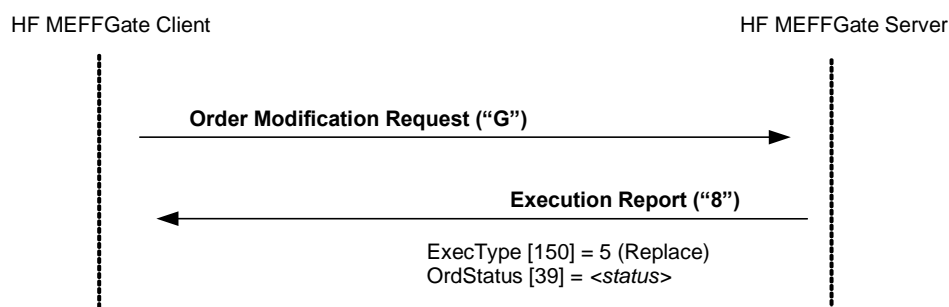 HF MEFFGate Client
HF MEFFGate Server
Order Modification Request (“G”)
Execution Report (“8”)
ExecType [150] = 5 (Replace)
OrdStatus [39] = <status>